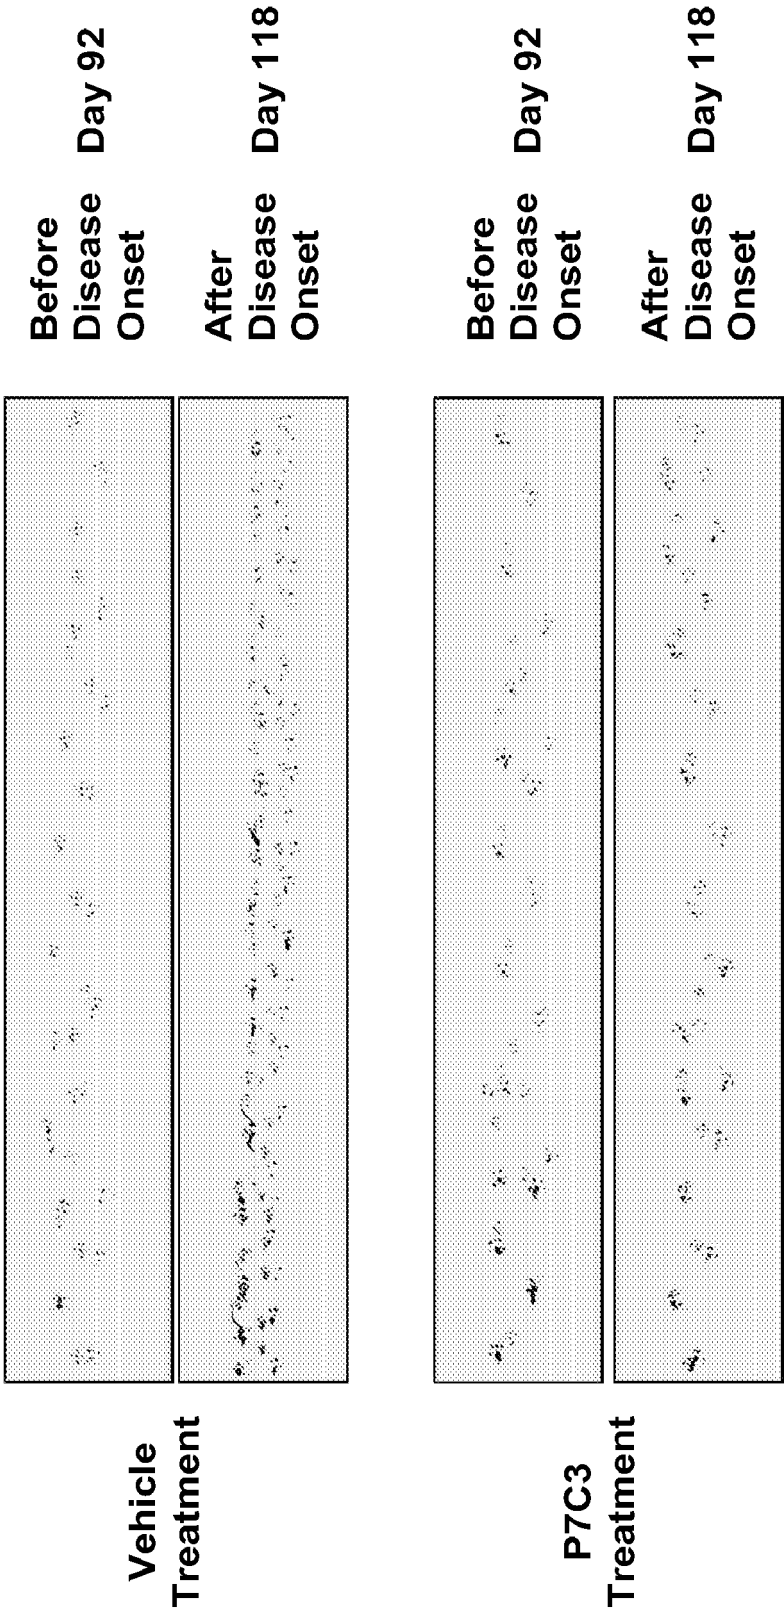 Vehicle
Treatment
Before
Disease Day 92
Onset
After
Disease Day 118
Onset
P7C3
Treatment
Before
Disease Day 92
Onset
After
Disease Day 118
Onset